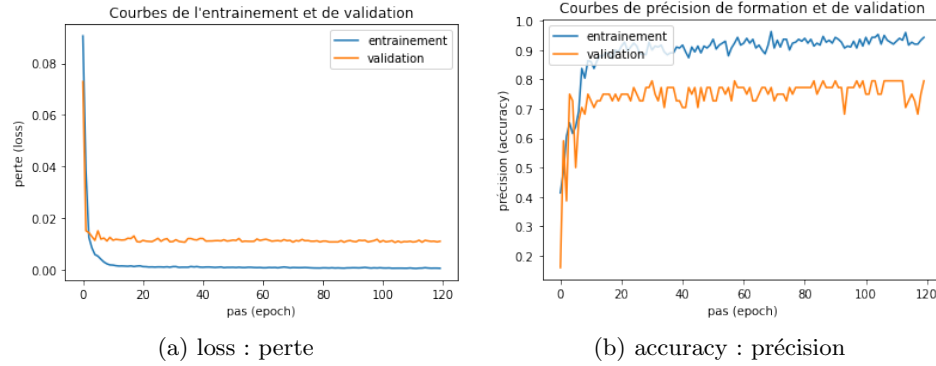 Courbes de l'entrainement et de validation
entrainement
validation
0.08
0.06
0.04
0.02
0.00
perte (loss)
0 20 40 60 80 100 120
pas (epoch)
(a) loss : perte
Courbes de précision de formation et de validation
entrainement
validation
1.0
0.9
0.8
0.7
0.6
0.5
0.4
0.3
0.2
précision (accuracy)
0 20 40 60 80 100 120
pas (epoch)
(b) accuracy : précision